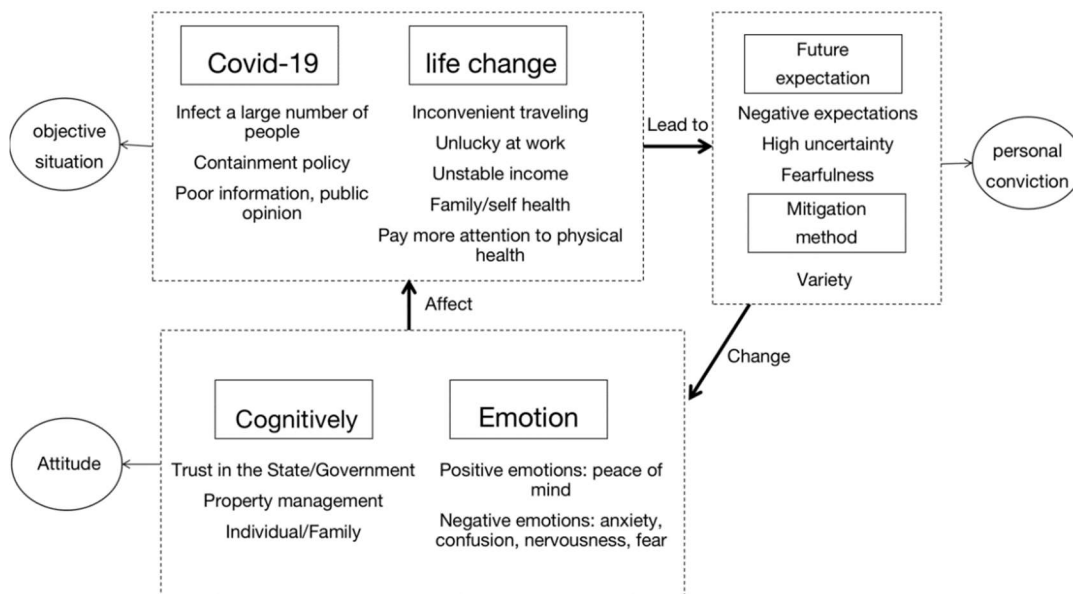 Covid-19
Infect a large number of
people
Containment policy
Poor information, public
opinion
life change
Inconvenient traveling
Unlucky at work
Unstable income
Family/self health
Pay more attention to physical
health
objective
situation
Lead to
Future
expectation
Negative expectations
High uncertainty
Fearfulness
Mitigation
method
Variety
personal
conviction
Affect
Change
Cognitively
Trust in the State/Government
Property management
Individual/Family
Emotion
Positive emotions: peace of
mind
Negative emotions: anxiety,
confusion, nervousness, fear
Attitude